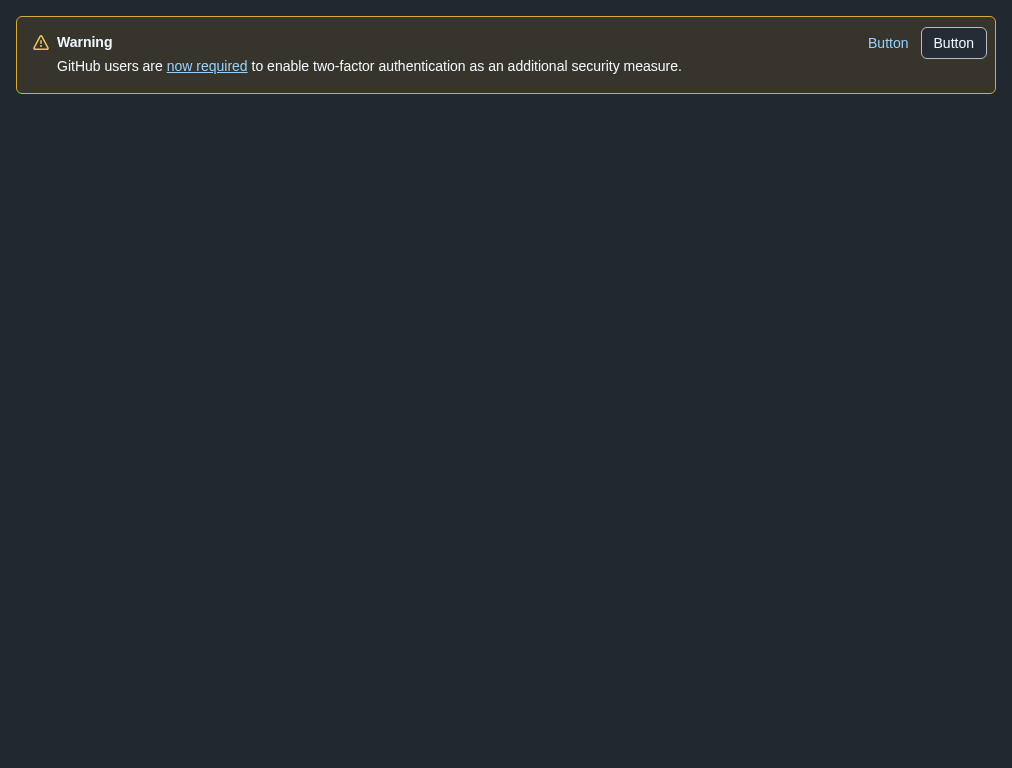 Warning
Button
Button
GitHub users are now required to enable two-factor authentication as an additional security measure.